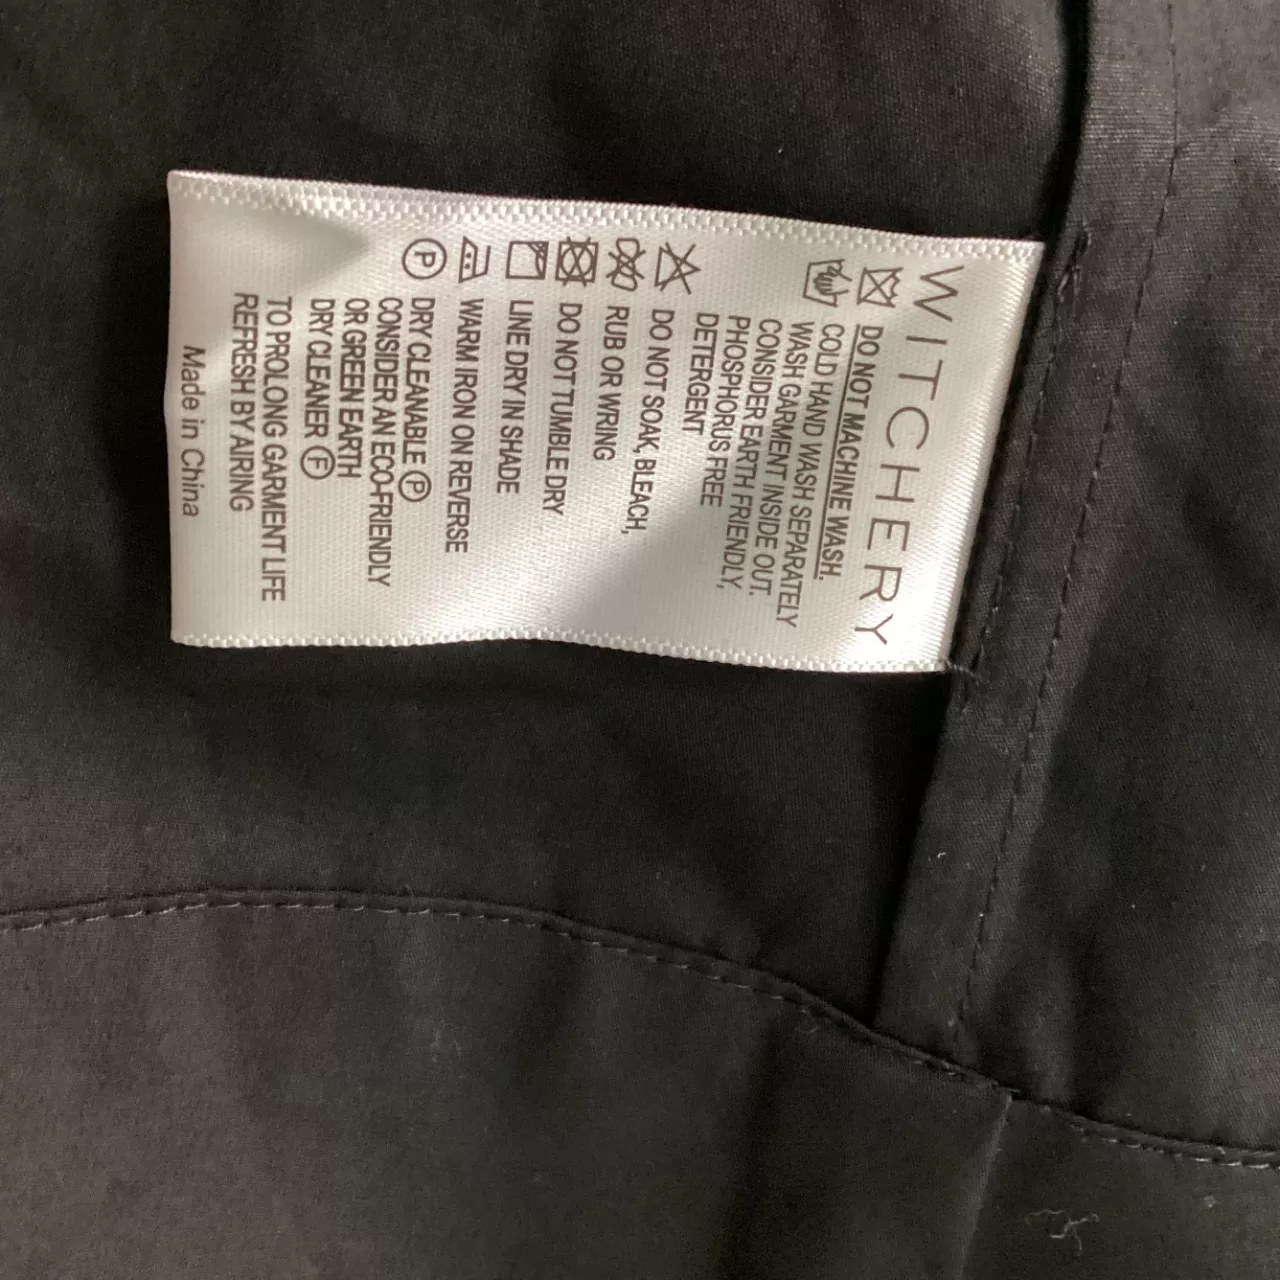 WITCHERY
DO NOT MACHINE WASH.
COLD HAND WASH SEPARATELY
WASH GARMENT INSIDE OUT.
CONSIDER EARTH FRIENDLY,
PHOSPHORUS FREE
DETERGENT
DO NOT SOAK, BLEACH,
RUB OR WRING
DO NOT TUMBLE DRY
LINE DRY IN SHADE
WARM IRON ON REVERSE
P DRY CLEANABLE Ⓟ
CONSIDER AN ECO-FRIENDLY
OR GREEN EARTH
DRY CLEANER Ⓕ
TO PROLONG GARMENT LIFE
REFRESH BY AIRING
Made in China